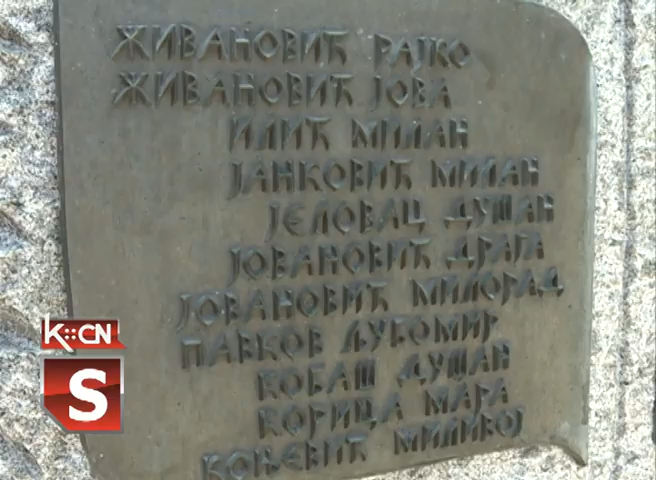 ЖИВАНОВИЋ РАЈКО
ЖИВАНОВИЋ ЈОВА
ИЛИЋ МИЛАН
ЈАНКОВИЋ МИЛАН
ЈЕЛОВАЦ ДУШАН
ЈОВАНОВИЋ ДРАГА
ЈОВАНОВИЋ МИЛОРАД
ПАВКОВ ЉУБОМИР
КОБАШ ДУШАН
КОРИЦА МАРА
КОЊЕВИЋ МИЛИВОЈ
K::CN
S